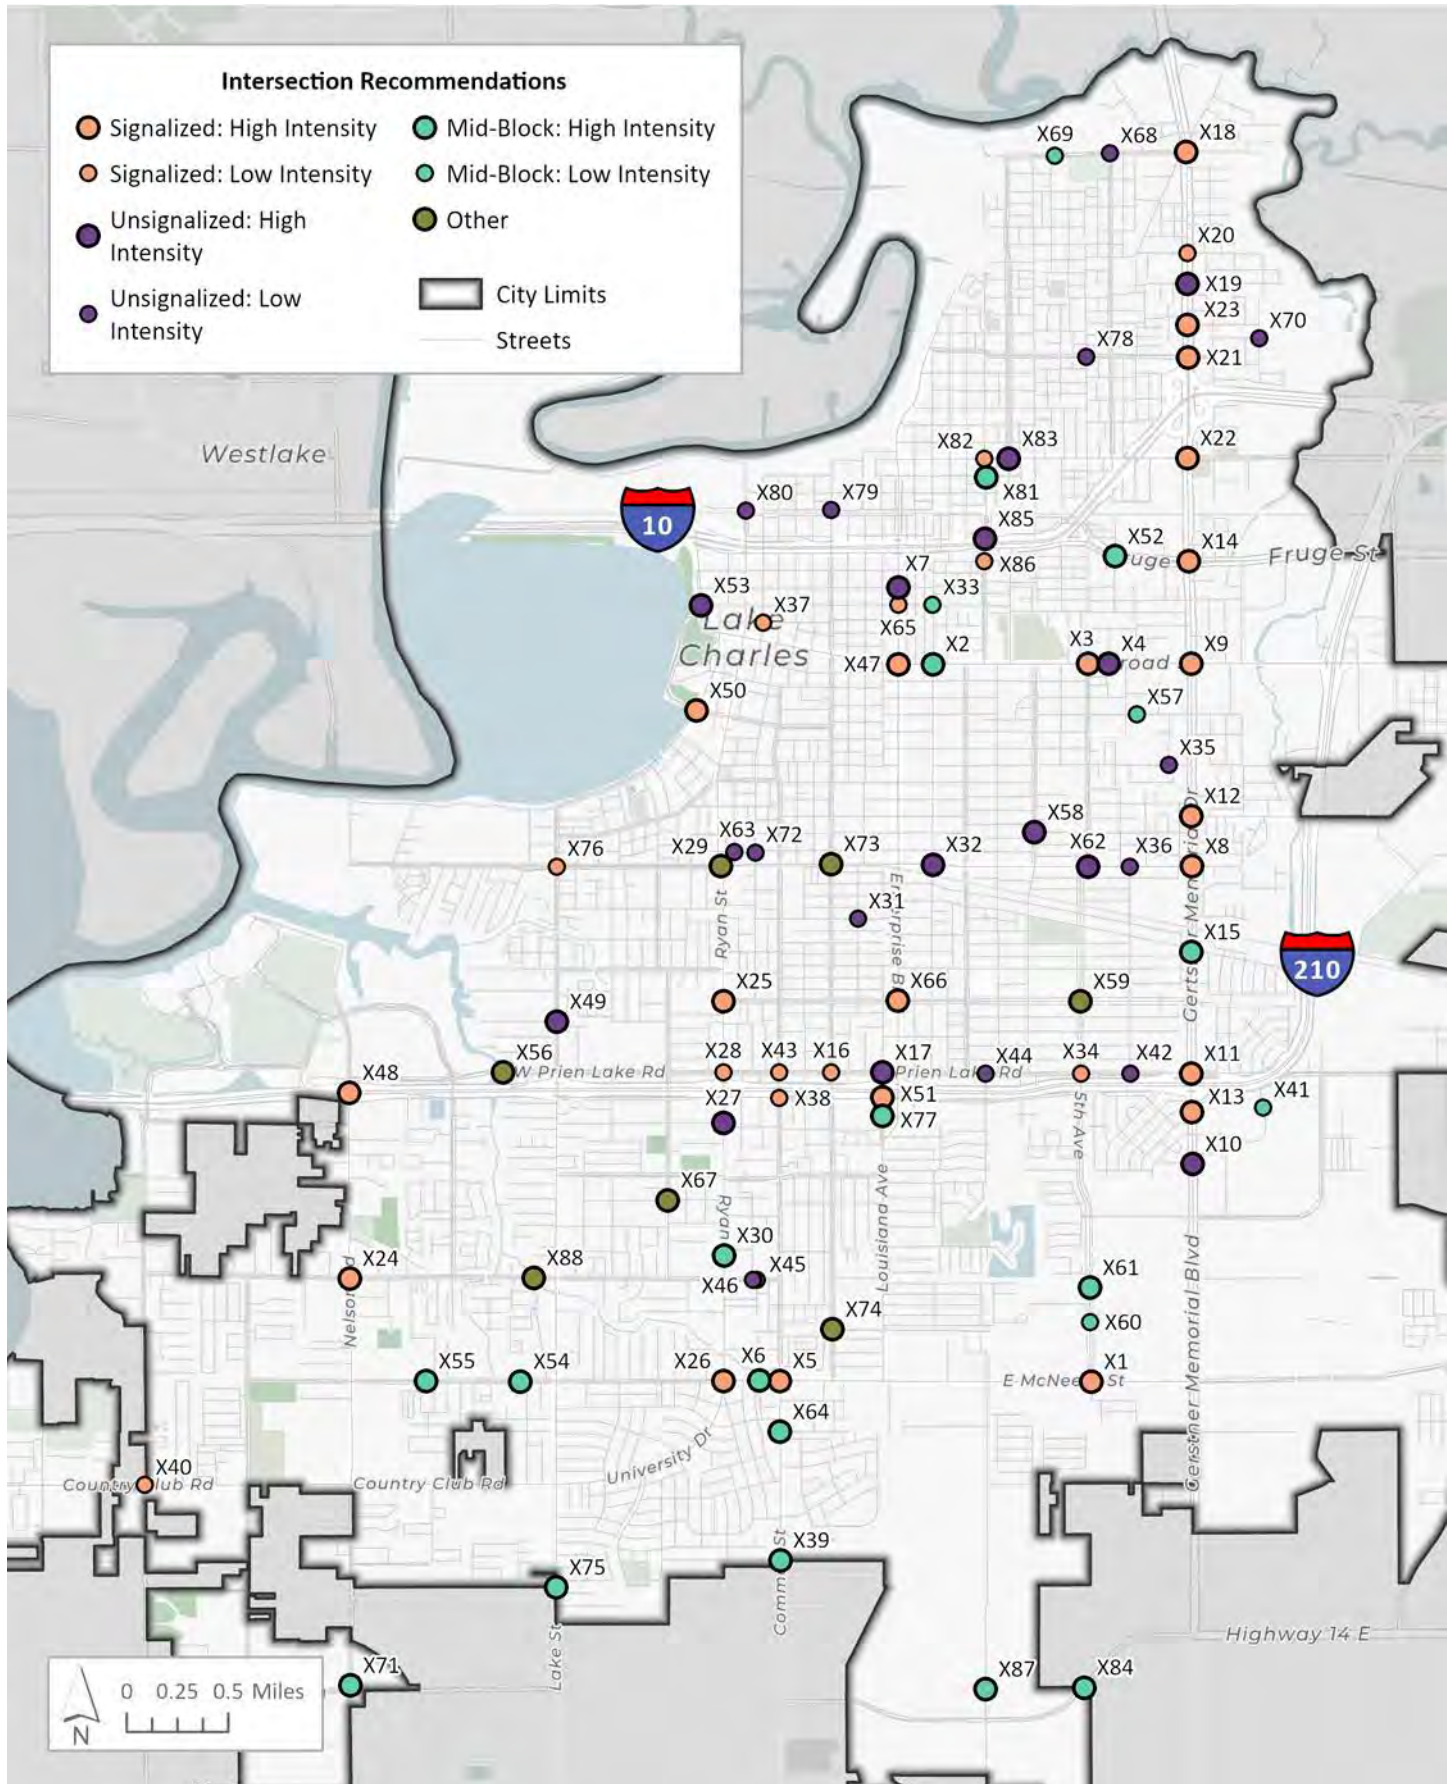 Intersection Recommendations
Signalized: High Intensity
Mid-Block: High Intensity
Signalized: Low Intensity
Mid-Block: Low Intensity
Unsignalized: High
Intensity
Other
Unsignalized: Low
Intensity
City Limits
Streets
X69
X68
X18
X20
X19
X23
X70
X78
X21
X82
X83
X22
Westlake
X81
X80
X79
10
X85
X52
X14
Fruge St
X86
X7
X33
X53
Lake
Charles
X37
X65
X47
X2
X3
X4
X9
X50
X57
X35
X12
X58
X63
X72
X29
X73
X32
X62
X36
X8
X76
X31
Ryan St
X15
210
X25
X66
X59
X49
X56
W Prien Lake Rd
X28
X43
X16
X17
Prien Lake Rd
X44
X34
X42
X11
X48
X38
X51
X27
X77
X13
X41
5th Ave
X10
X67
Ryan
Louisiana Ave
X30
X24
X88
X45
X46
X61
Gerstner Memorial Blvd
X74
X60
X55
X54
X26
X6
X5
X1
X64
University Dr
X40
Country Club Rd
X39
X75
Lake St
Highway 14 E
X71
X87
X84
0 0.25 0.5 Miles
N